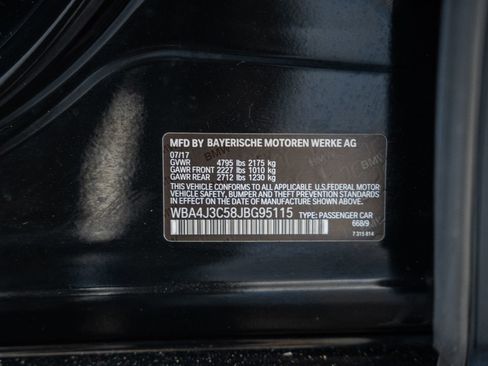 MFD BY BAYERISCHE MOTOREN WERKE AG
07/17
GVWR 4795 lbs 2175 kg
GAWR FRONT 2227 lbs 1010 kg
GAWR REAR 2712 lbs 1230 kg
THIS VEHICLE CONFORMS TO ALL APPLICABLE U.S. FEDERAL MOTOR
VEHICLE SAFETY, BUMPER AND THEFT PREVENTION STANDARDS
IN EFFECT ON THE DATE OF MANUFACTURE SHOWN ABOVE.
WBA4J3C58JBG95115 TYPE: PASSENGER CAR
668/9
7 315 814